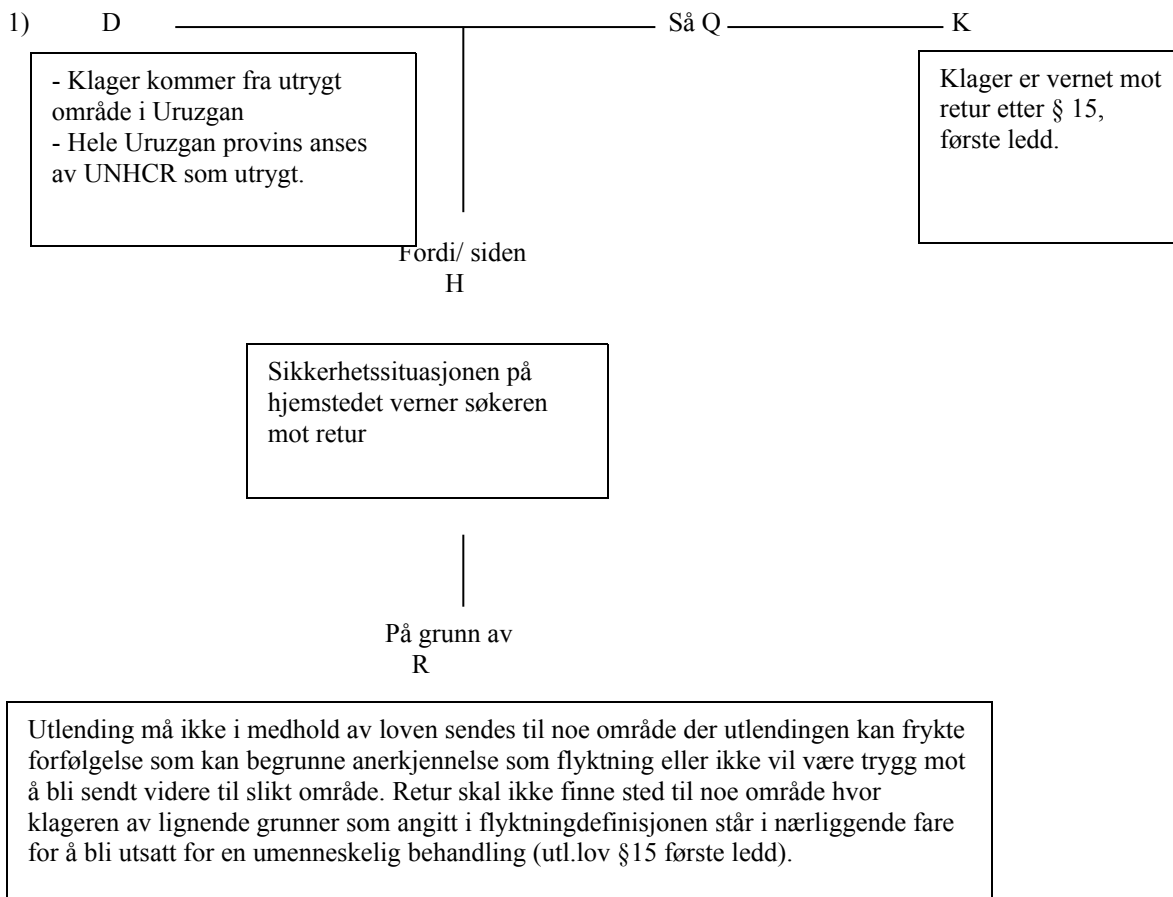 1) D Så Q K
- Klager kommer fra utrygt
område i Uruzgan
- Hele Uruzgan provins anses
av UNHCR som utrygt.
Klager er vernet mot
retur etter § 15,
første ledd.
Fordi/ siden
H
Sikkerhetssituasjonen på
hjemstedet verner søkeren
mot retur
På grunn av
R
Utlending må ikke i medhold av loven sendes til noe område der utlendingen kan frykte
forfølgelse som kan begrunne anerkjennelse som flyktning eller ikke vil være trygg mot
å bli sendt videre til slikt område. Retur skal ikke finne sted til noe område hvor
klageren av lignende grunner som angitt i flyktningdefinisjonen står i nærliggende fare
for å bli utsatt for en umenneskelig behandling (utl.lov §15 første ledd).